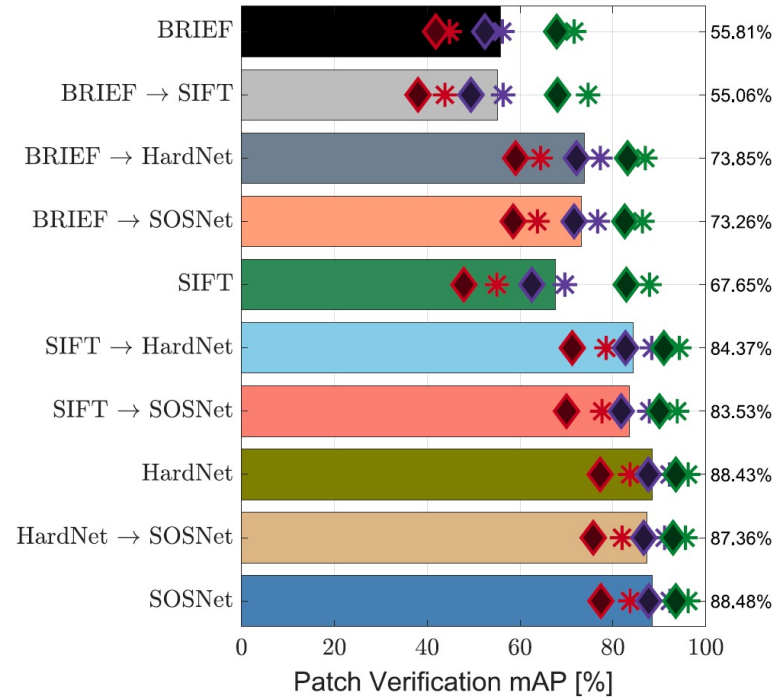 BRIEF 55.81%
BRIEF → SIFT 55.06%
BRIEF → HardNet 73.85%
BRIEF → SOSNet 73.26%
SIFT 67.65%
SIFT → HardNet 84.37%
SIFT → SOSNet 83.53%
HardNet 88.43%
HardNet → SOSNet 87.36%
SOSNet 88.48%
0 20 40 60 80 100
Patch Verification mAP [%]